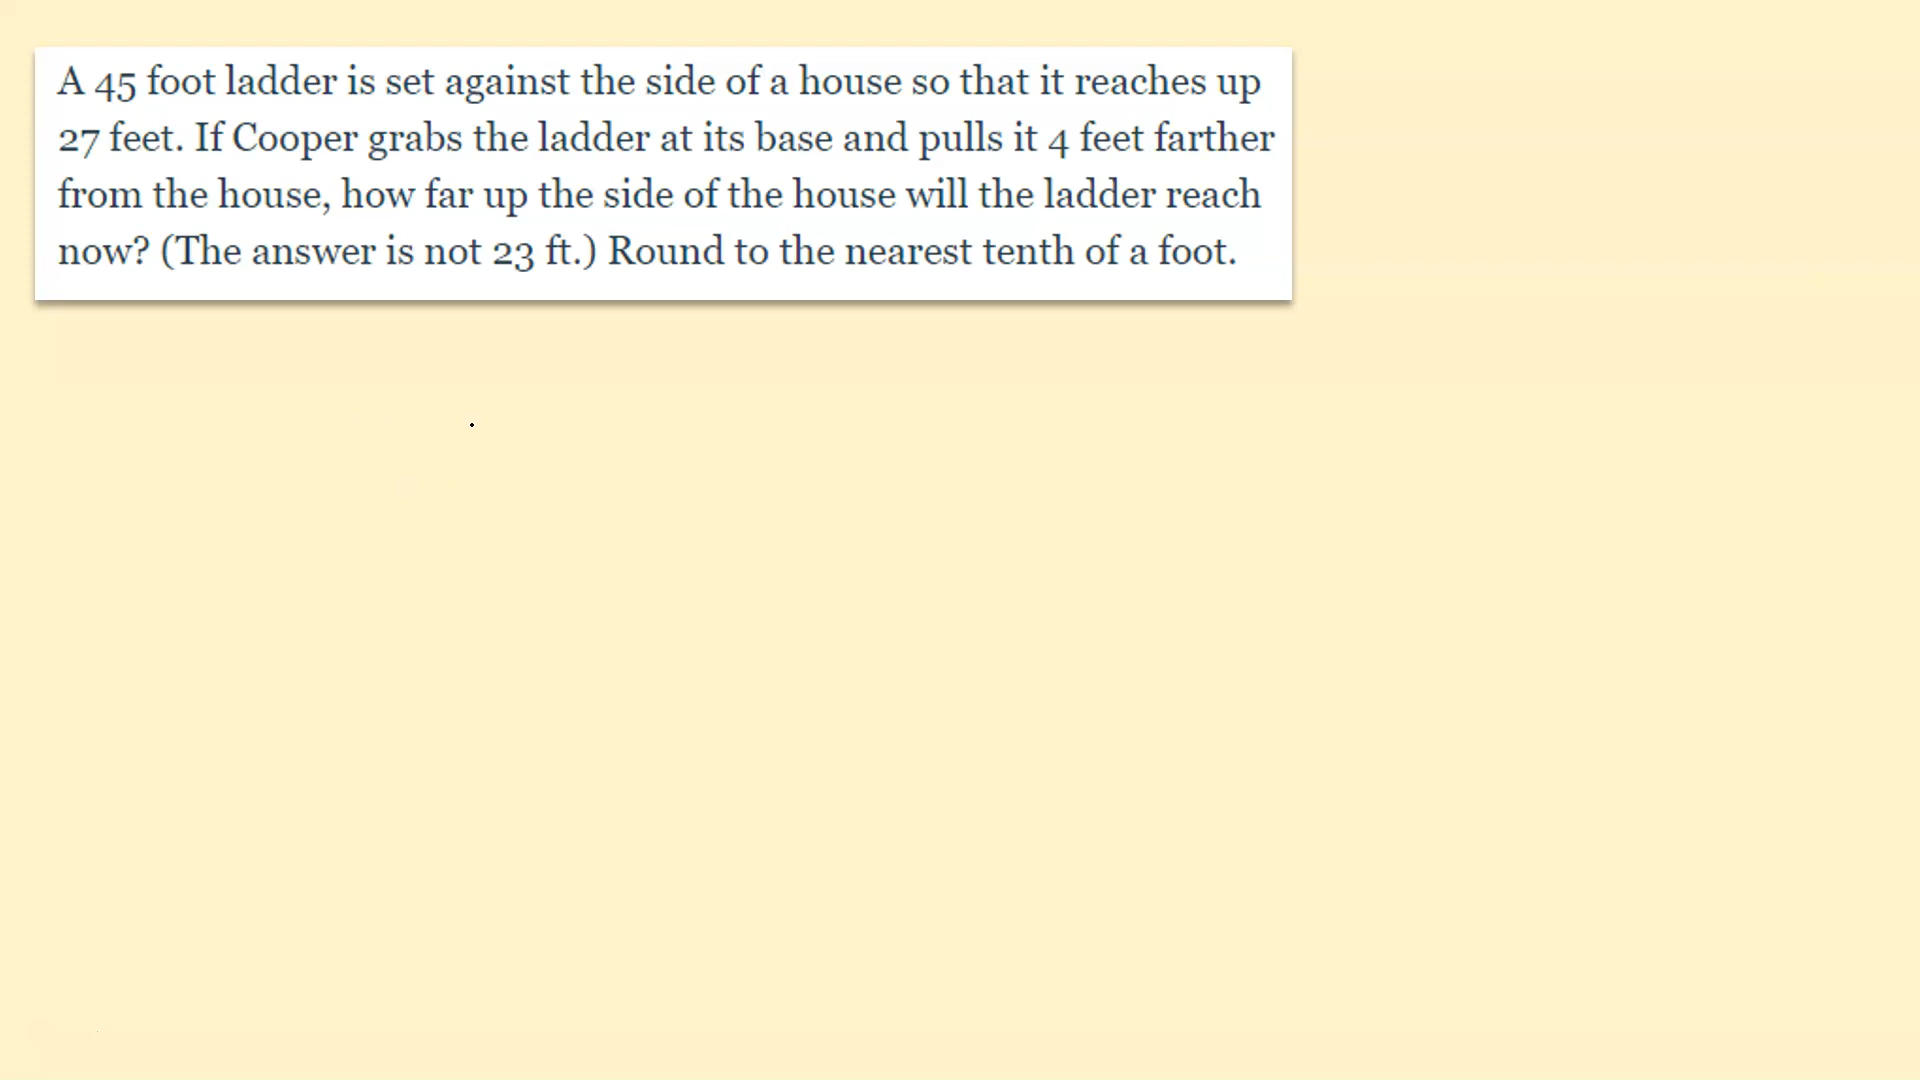 A 45 foot ladder is set against the side of a house so that it reaches up
27 feet. If Cooper grabs the ladder at its base and pulls it 4 feet farther
from the house, how far up the side of the house will the ladder reach
now? (The answer is not 23 ft.) Round to the nearest tenth of a foot.